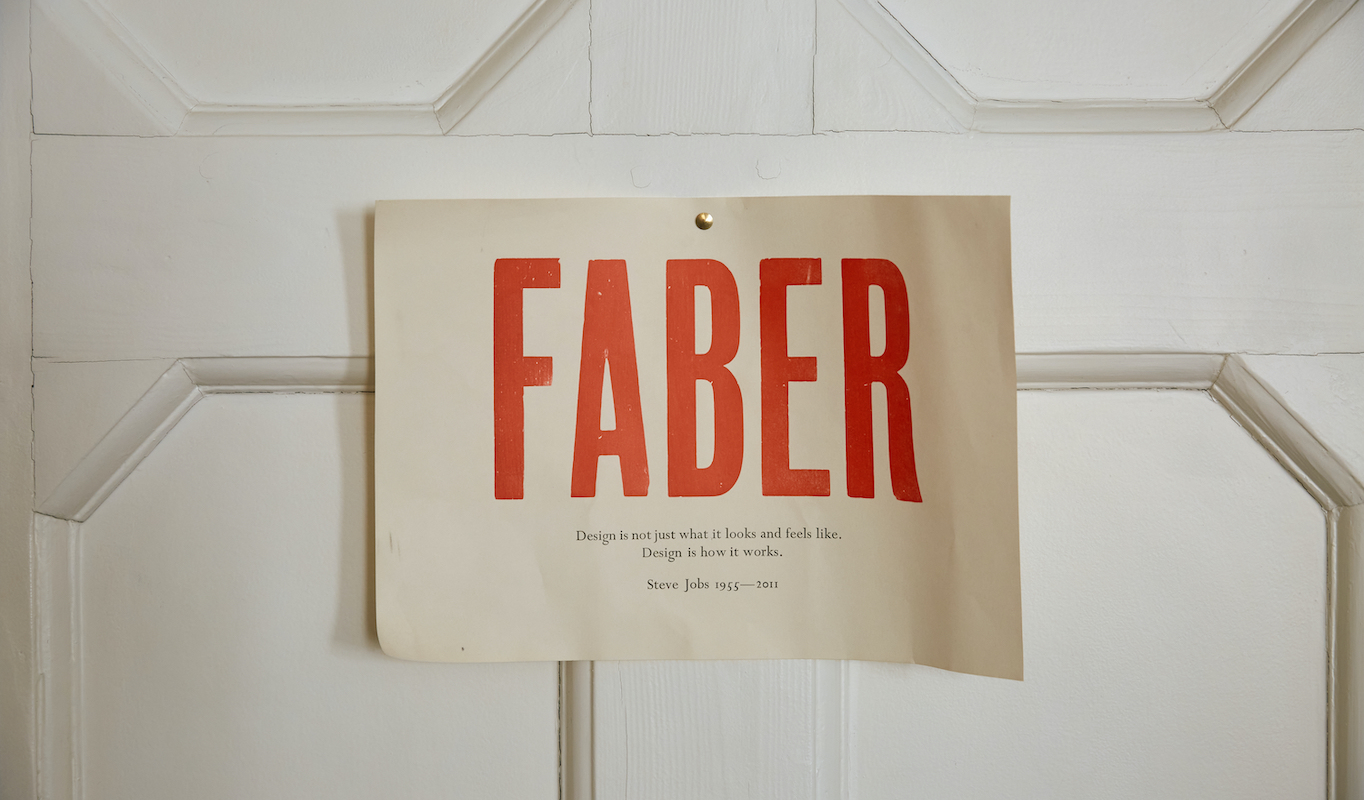 FABER
Design is not just what it looks and feels like.
Design is how it works.
Steve Jobs 1955—2011